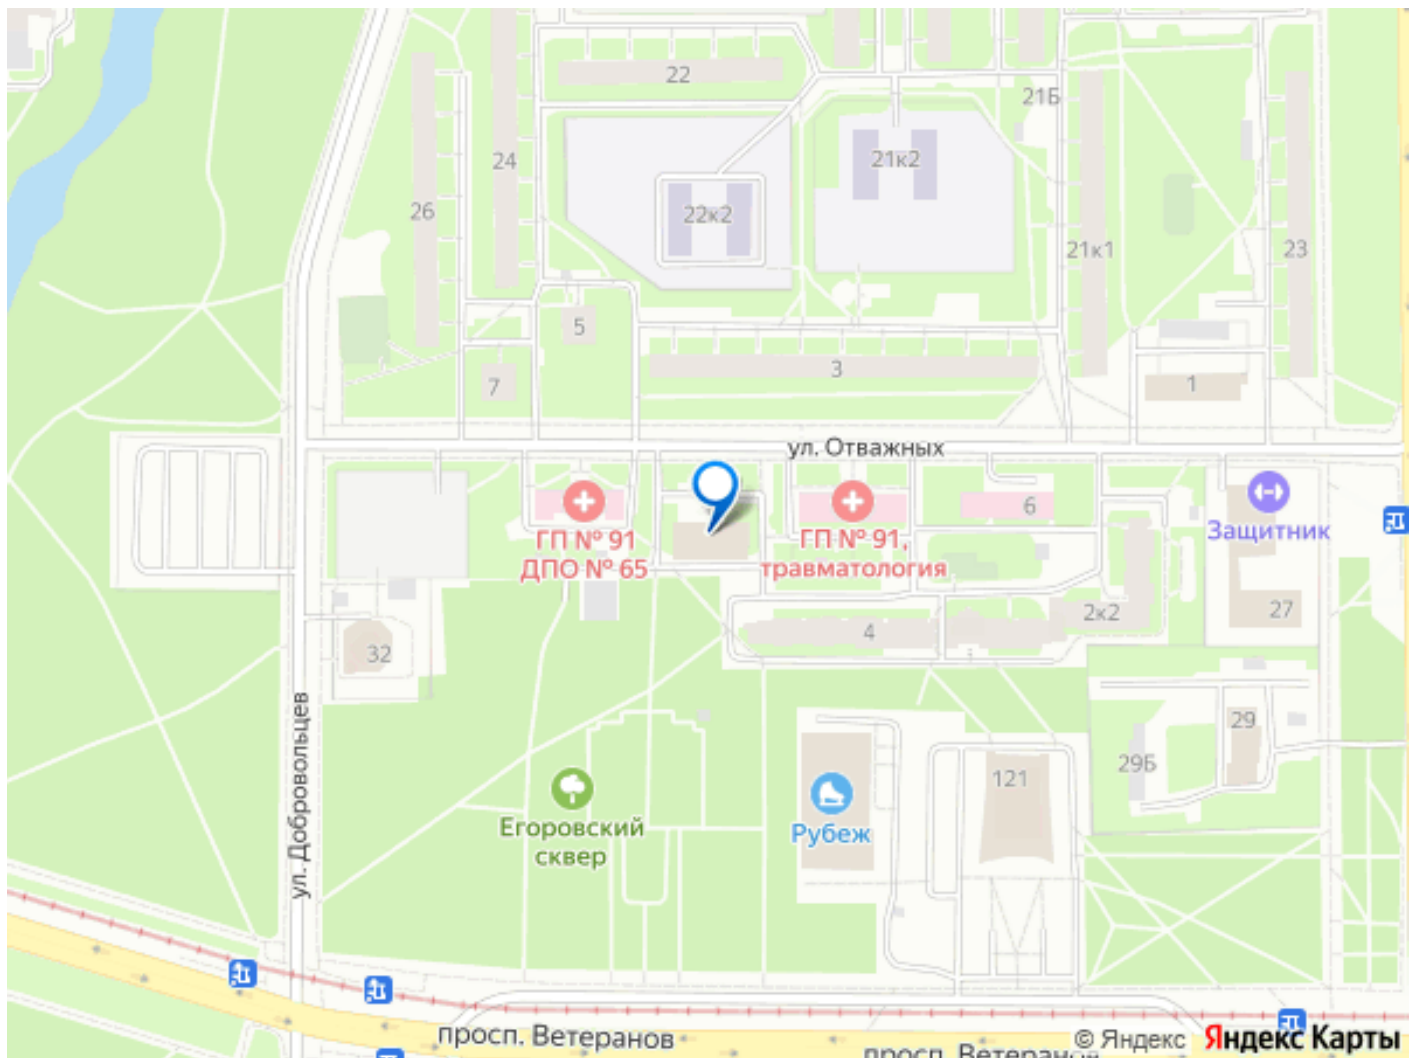 22
21Б
24
21к2
26
22к2
21к1
23
5
3
7
1
ул. Отважных
6
ГП № 91
ДПО № 65
ГП № 91,
травматология
Защитник
2к2
27
4
32
29
29Б
121
ул. Добровольцев
Егоровский
сквер
Рубеж
просп. Ветеранов
просп. Ветеранов
© Яндекс Яндекс Карты